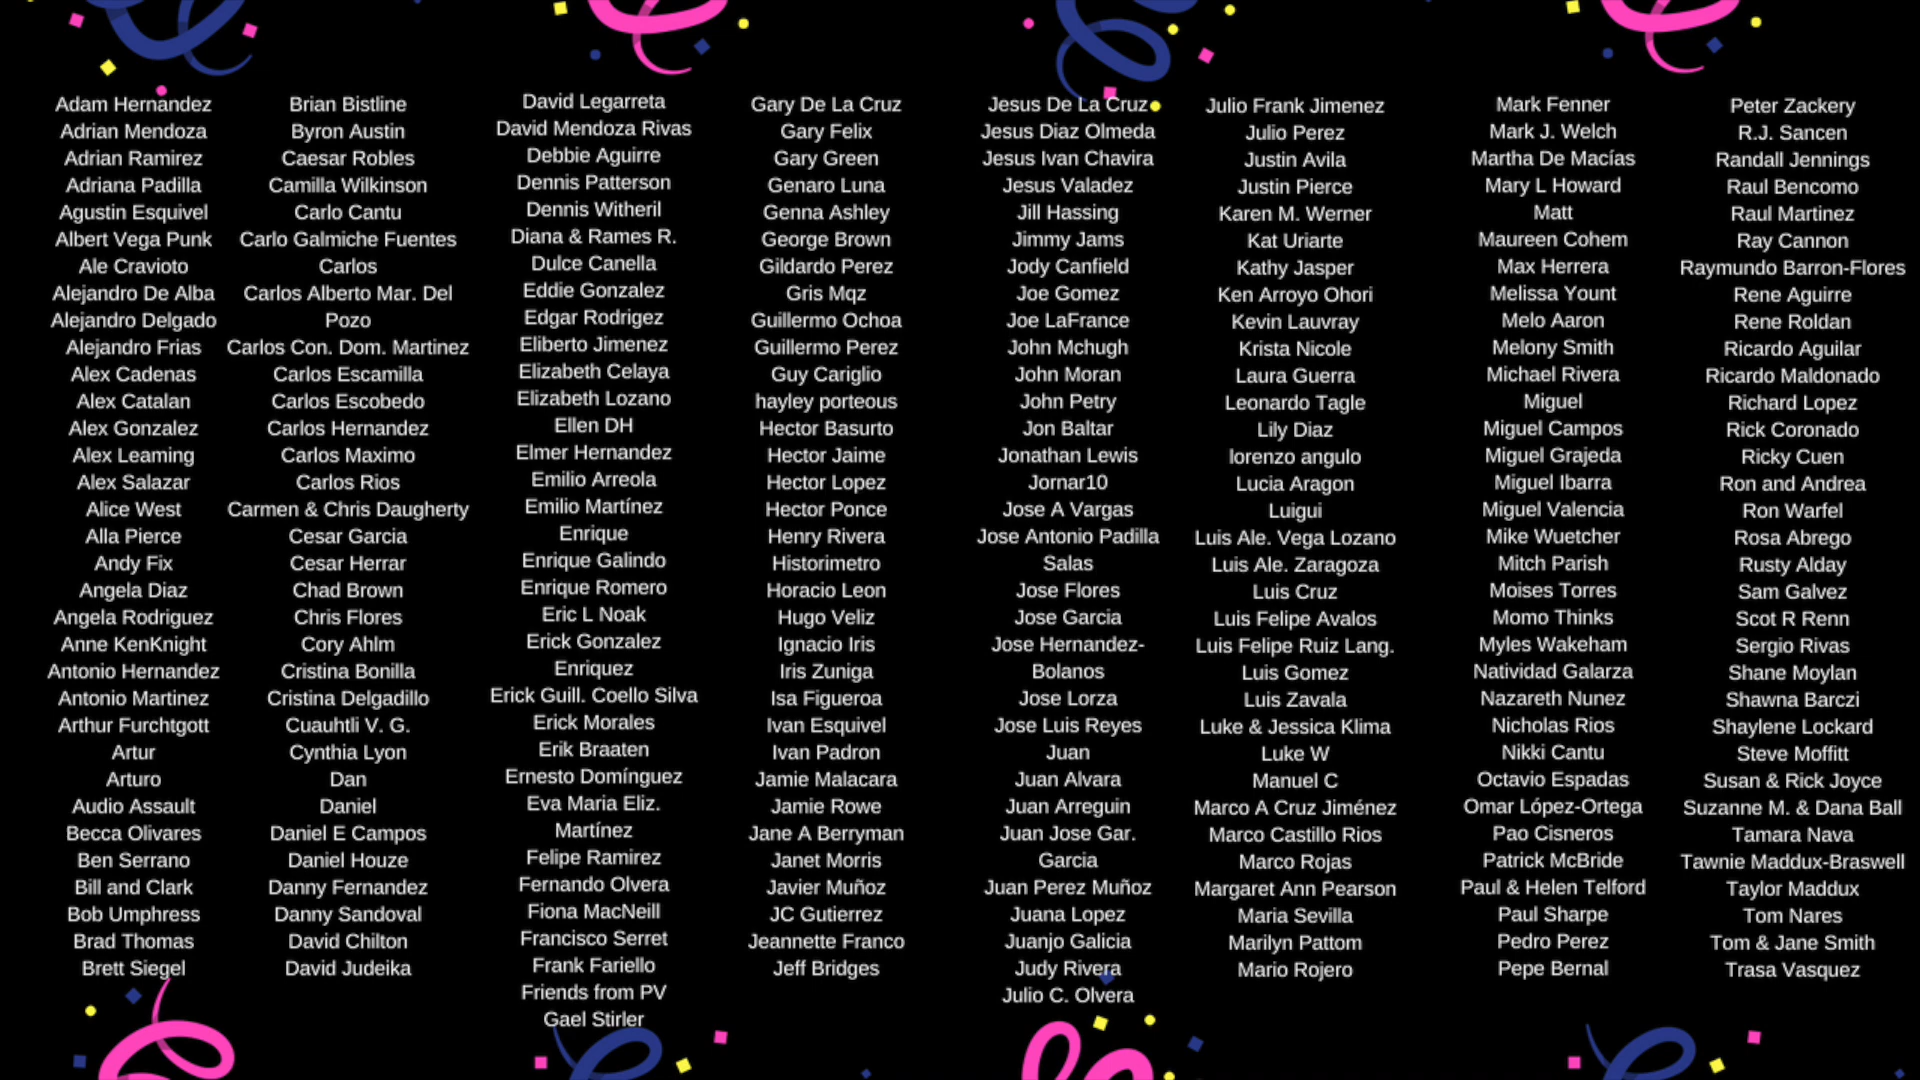 Adam Hernandez
Adrian Mendoza
Adrian Ramirez
Adriana Padilla
Agustin Esquivel
Albert Vega Punk
Ale Cravioto
Alejandro De Alba
Alejandro Delgado
Alejandro Frias
Alex Cadenas
Alex Catalan
Alex Gonzalez
Alex Leaming
Alex Salazar
Alice West
Alla Pierce
Andy Fix
Angela Diaz
Angela Rodriguez
Anne KenKnight
Antonio Hernandez
Antonio Martinez
Arthur Furchtgott
Artur
Arturo
Audio Assault
Becca Olivares
Ben Serrano
Bill and Clark
Bob Umphress
Brad Thomas
Brett Siegel
Brian Bistline
Byron Austin
Caesar Robles
Camilla Wilkinson
Carlo Cantu
Carlo Galmiche Fuentes
Carlos
Carlos Alberto Mar. Del
Pozo
Carlos Con. Dom. Martinez
Carlos Escamilla
Carlos Escobedo
Carlos Hernandez
Carlos Maximo
Carlos Rios
Carmen & Chris Daugherty
Cesar Garcia
Cesar Herrar
Chad Brown
Chris Flores
Cory Ahlm
Cristina Bonilla
Cristina Delgadillo
Cuauhtli V. G.
Cynthia Lyon
Dan
Daniel
Daniel E Campos
Daniel Houze
Danny Fernandez
Danny Sandoval
David Chilton
David Judeika
David Legarreta
David Mendoza Rivas
Debbie Aguirre
Dennis Patterson
Dennis Witheril
Diana & Rames R.
Dulce Canella
Eddie Gonzalez
Edgar Rodrigez
Eliberto Jimenez
Elizabeth Celaya
Elizabeth Lozano
Ellen DH
Elmer Hernandez
Emilio Arreola
Emilio Martínez
Enrique
Enrique Galindo
Enrique Romero
Eric L Noak
Erick Gonzalez
Enriquez
Erick Guill. Coello Silva
Erick Morales
Erik Braaten
Ernesto Domínguez
Eva Maria Eliz.
Martínez
Felipe Ramirez
Fernando Olvera
Fiona MacNeill
Francisco Serret
Frank Fariello
Friends from PV
Gael Stirler
Gary De La Cruz
Gary Felix
Gary Green
Genaro Luna
Genna Ashley
George Brown
Gildardo Perez
Gris Mqz
Guillermo Ochoa
Guillermo Perez
Guy Cariglio
hayley porteous
Hector Basurto
Hector Jaime
Hector Lopez
Hector Ponce
Henry Rivera
Historimetro
Horacio Leon
Hugo Veliz
Ignacio Iris
Iris Zuniga
Isa Figueroa
Ivan Esquivel
Ivan Padron
Jamie Malacara
Jamie Rowe
Jane A Berryman
Janet Morris
Javier Muñoz
JC Gutierrez
Jeannette Franco
Jeff Bridges
Jesus De La Cruz
Jesus Diaz Olmeda
Jesus Ivan Chavira
Jesus Valadez
Jill Hassing
Jimmy Jams
Jody Canfield
Joe Gomez
Joe LaFrance
John Mchugh
John Moran
John Petry
Jon Baltar
Jonathan Lewis
Jornar10
Jose A Vargas
Jose Antonio Padilla
Salas
Jose Flores
Jose Garcia
Jose Hernandez-
Bolanos
Jose Lorza
Jose Luis Reyes
Juan
Juan Alvara
Juan Arreguin
Juan Jose Gar.
Garcia
Juan Perez Muñoz
Juana Lopez
Juanjo Galicia
Judy Rivera
Julio C. Olvera
Julio Frank Jimenez
Julio Perez
Justin Avila
Justin Pierce
Karen M. Werner
Kat Uriarte
Kathy Jasper
Ken Arroyo Ohori
Kevin Lauvray
Krista Nicole
Laura Guerra
Leonardo Tagle
Lily Diaz
lorenzo angulo
Lucia Aragon
Luigui
Luis Ale. Vega Lozano
Luis Ale. Zaragoza
Luis Cruz
Luis Felipe Avalos
Luis Felipe Ruiz Lang.
Luis Gomez
Luis Zavala
Luke & Jessica Klima
Luke W
Manuel C
Marco A Cruz Jiménez
Marco Castillo Rios
Marco Rojas
Margaret Ann Pearson
Maria Sevilla
Marilyn Pattom
Mario Rojero
Mark Fenner
Mark J. Welch
Martha De Macías
Mary L Howard
Matt
Maureen Cohem
Max Herrera
Melissa Yount
Melo Aaron
Melony Smith
Michael Rivera
Miguel
Miguel Campos
Miguel Grajeda
Miguel Ibarra
Miguel Valencia
Mike Wuetcher
Mitch Parish
Moises Torres
Momo Thinks
Myles Wakeham
Natividad Galarza
Nazareth Nunez
Nicholas Rios
Nikki Cantu
Octavio Espadas
Omar López-Ortega
Pao Cisneros
Patrick McBride
Paul & Helen Telford
Paul Sharpe
Pedro Perez
Pepe Bernal
Peter Zackery
R.J. Sancen
Randall Jennings
Raul Bencomo
Raul Martinez
Ray Cannon
Raymundo Barron-Flores
Rene Aguirre
Rene Roldan
Ricardo Aguilar
Ricardo Maldonado
Richard Lopez
Rick Coronado
Ricky Cuen
Ron and Andrea
Ron Warfel
Rosa Abrego
Rusty Alday
Sam Galvez
Scot R Renn
Sergio Rivas
Shane Moylan
Shawna Barczi
Shaylene Lockard
Steve Moffitt
Susan & Rick Joyce
Suzanne M. & Dana Ball
Tamara Nava
Tawnie Maddux-Braswell
Taylor Maddux
Tom Nares
Tom & Jane Smith
Trasa Vasquez